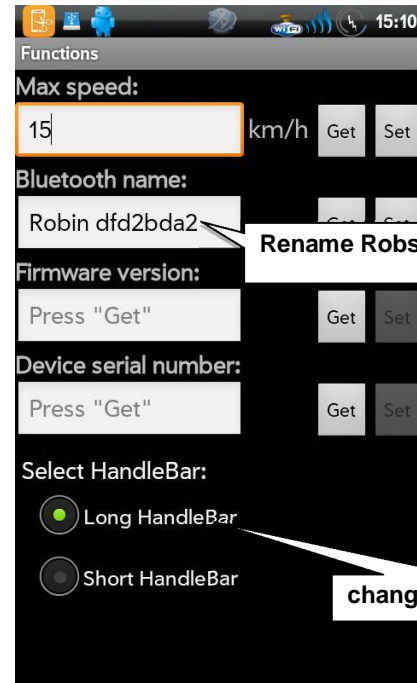 WIFI 15:10
Functions
Max speed:
15 km/h Get Set
Bluetooth name:
Robin dfd2bda2
Rename Robs
Firmware version:
Press "Get" Get Set
Device serial number:
Press "Get" Get Set
Select HandleBar:
Long HandleBar
Short HandleBar
chang